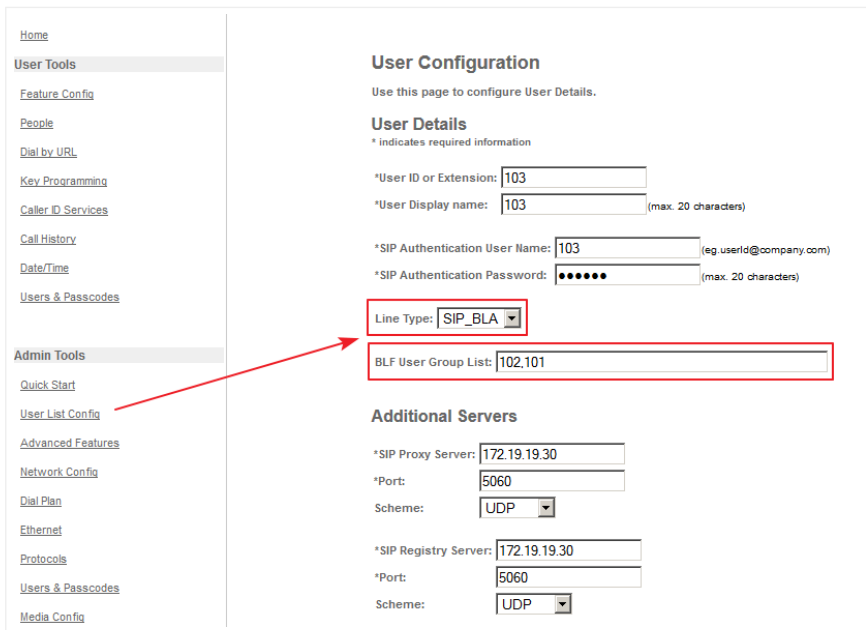 Home
User Tools
Feature Config
People
Dial by URL
Key Programming
Caller ID Services
Call History
Date/Time
Users & Passcodes
Admin Tools
Quick Start
User List Config
Advanced Features
Network Config
Dial Plan
Ethernet
Protocols
Users & Passcodes
Media Config
User Configuration
Use this page to configure User Details.
User Details
* indicates required information
*User ID or Extension: 103
*User Display name: 103 (max. 20 characters)
*SIP Authentication User Name: 103 (eg.userId@company.com)
*SIP Authentication Password: ●●●●●● (max. 20 characters)
Line Type: SIP_BLA
BLF User Group List: 102,101
Additional Servers
*SIP Proxy Server: 172.19.19.30
*Port: 5060
Scheme: UDP
*SIP Registry Server: 172.19.19.30
*Port: 5060
Scheme: UDP